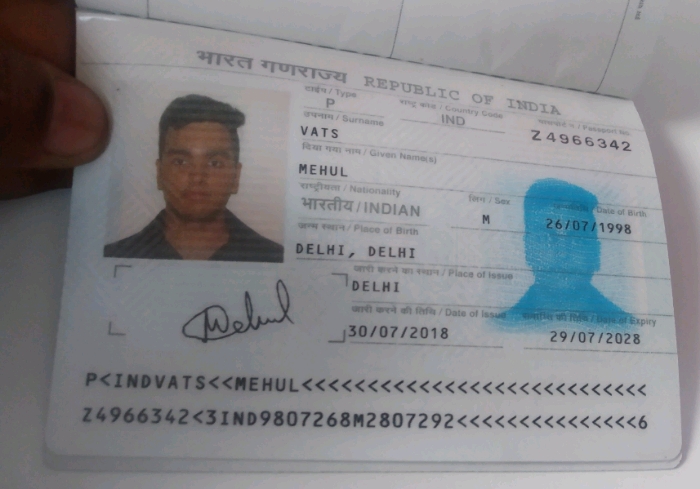 भारत गणराज्य REPUBLIC OF INDIA
टाईप / Type राष्ट्र कोड / Country Code पासपोर्ट न. / Passport No.
P IND Z4966342
उपनाम / Surname
VATS
दिया गया नाम / Given Name(s)
MEHUL
राष्ट्रीयता / Nationality लिंग / Sex Date of Birth
भारतीय / INDIAN M 26/07/1998
जन्म स्थान / Place of Birth
DELHI, DELHI
जारी करने का स्थान / Place of Issue
DELHI
जारी करने की तिथि / Date of Issue समाप्ति की तिथि / Date of Expiry
30/07/2018 29/07/2028
Mehul
P<INDVATS<<MEHUL<<<<<<<<<<<<<<<<<<<<<<<<<<<<
Z4966342<3IND9807268M2807292<<<<<<<<<<<<<<<6